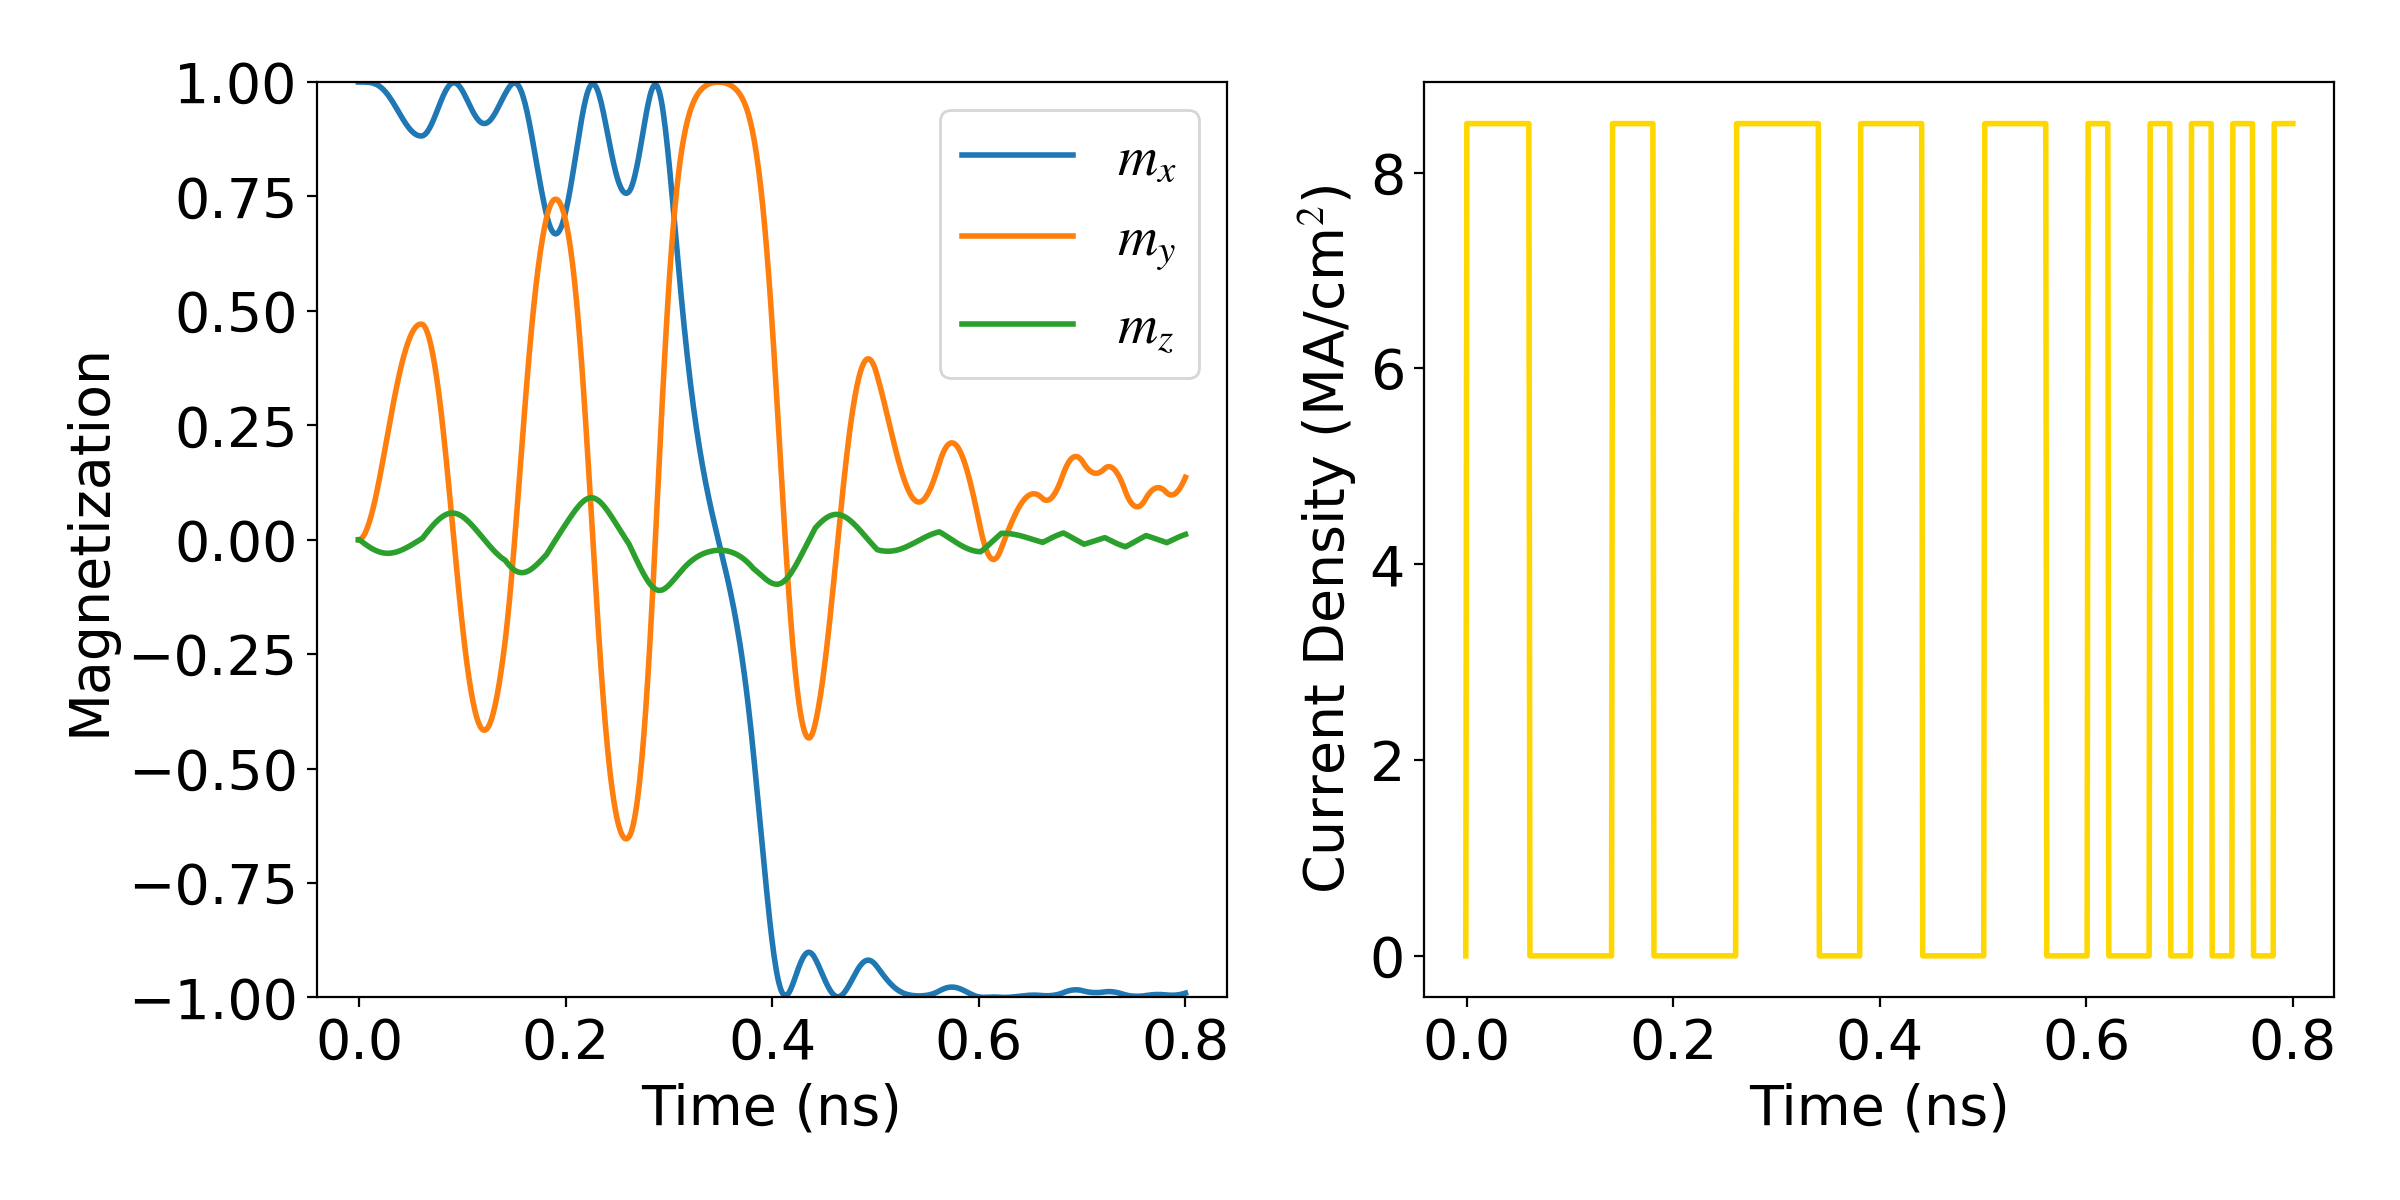 1.00
0.75
0.50
0.25
0.00
−0.25
−0.50
−0.75
−1.00
Magnetization
0.0 0.2 0.4 0.6 0.8
Time (ns)
m_x
m_y
m_z
8
6
4
2
0
Current Density (MA/cm²)
0.0 0.2 0.4 0.6 0.8
Time (ns)